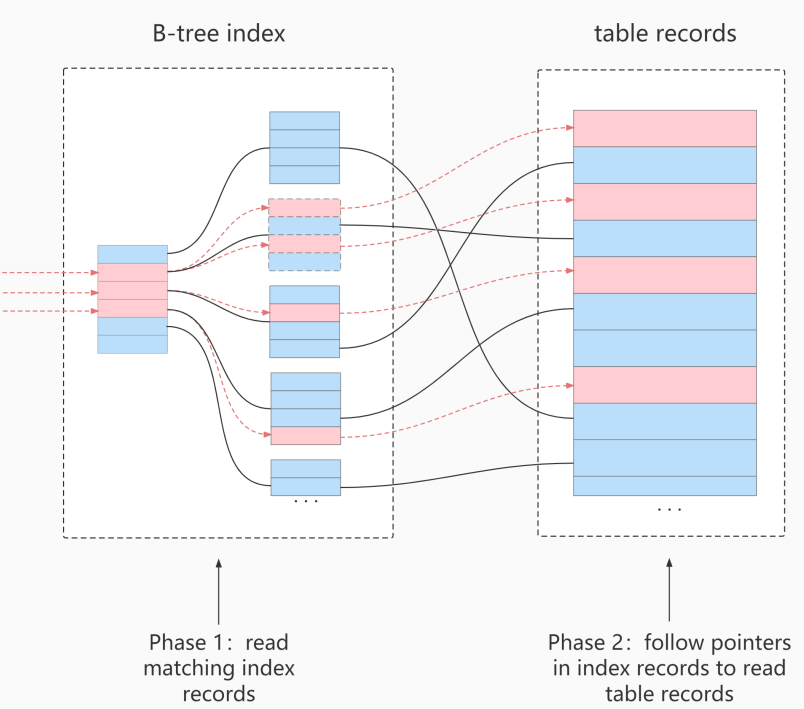 B-tree index
table records
...
...
Phase 1：read
matching index
records
Phase 2：follow pointers
in index records to read
table records